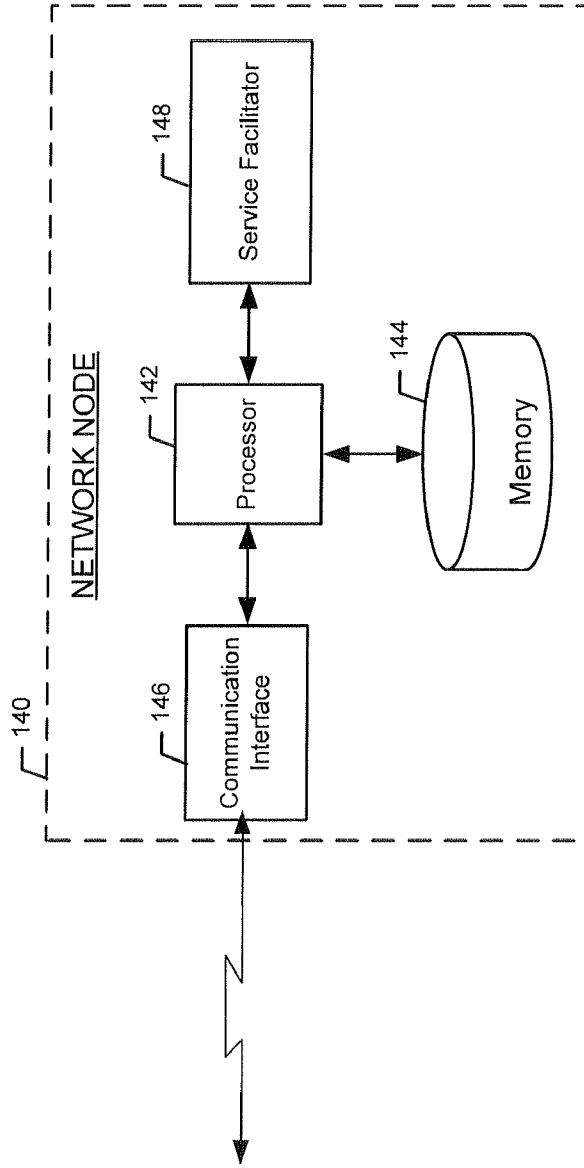 140
NETWORK NODE
146
Communication
Interface
142
Processor
148
Service Facilitator
144
Memory